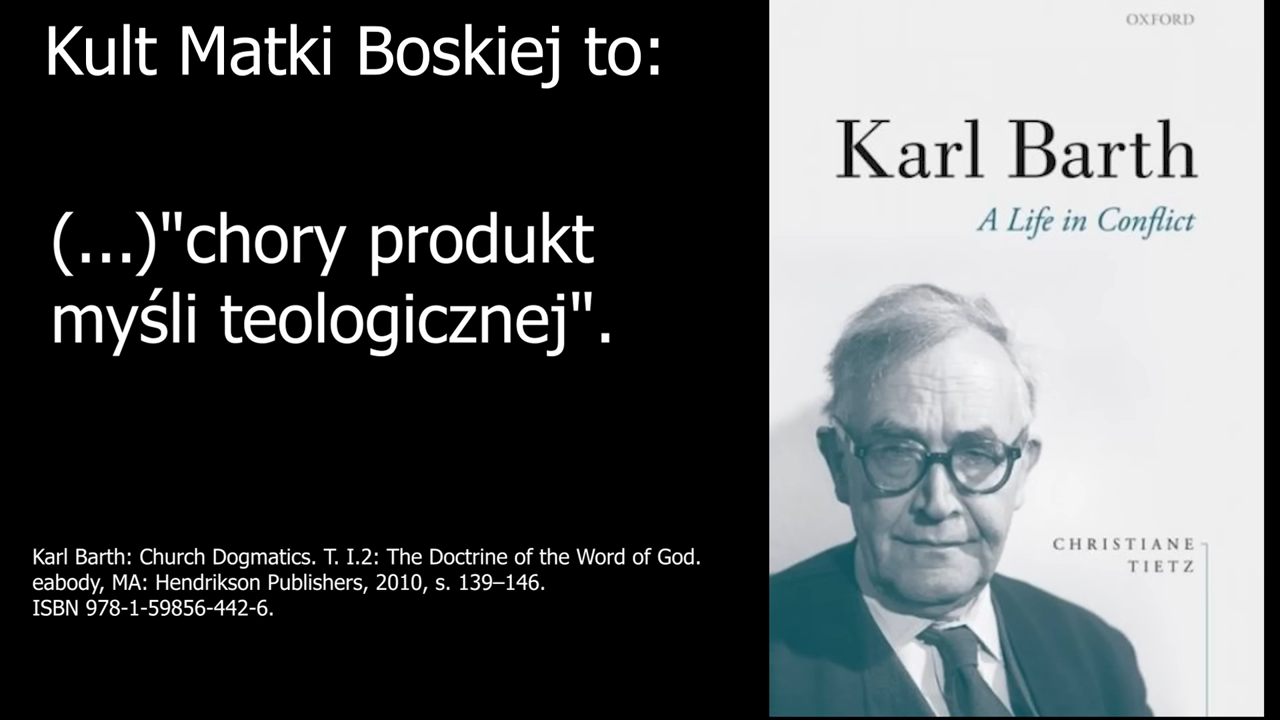 Kult Matki Boskiej to:
(...)"chory produkt
myśli teologicznej".
Karl Barth: Church Dogmatics. T. I.2: The Doctrine of the Word of God.
eabody, MA: Hendrikson Publishers, 2010, s. 139–146.
ISBN 978-1-59856-442-6.
OXFORD
Karl Barth
A Life in Conflict
CHRISTIANE
TIETZ